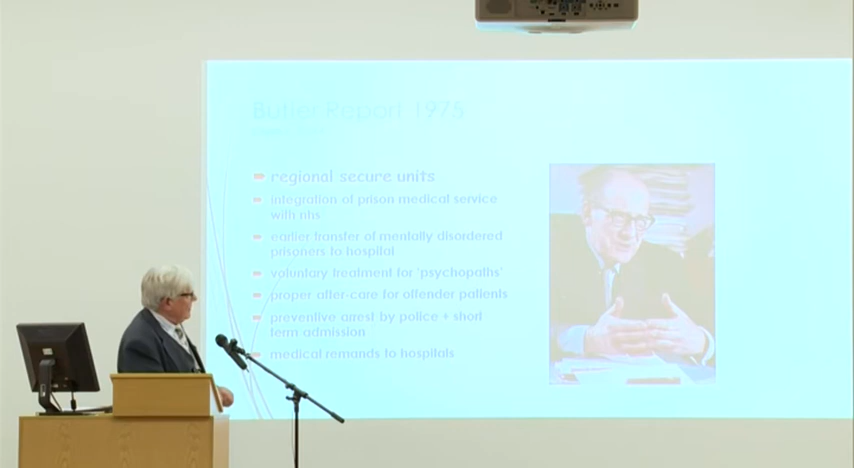 Butler Report 1975
regional secure units
integration of prison medical service
with nhs
earlier transfer of mentally disordered
prisoners to hospital
voluntary treatment for 'psychopaths'
proper after-care for offender patients
preventive arrest by police + short
term admission
medical remands to hospitals